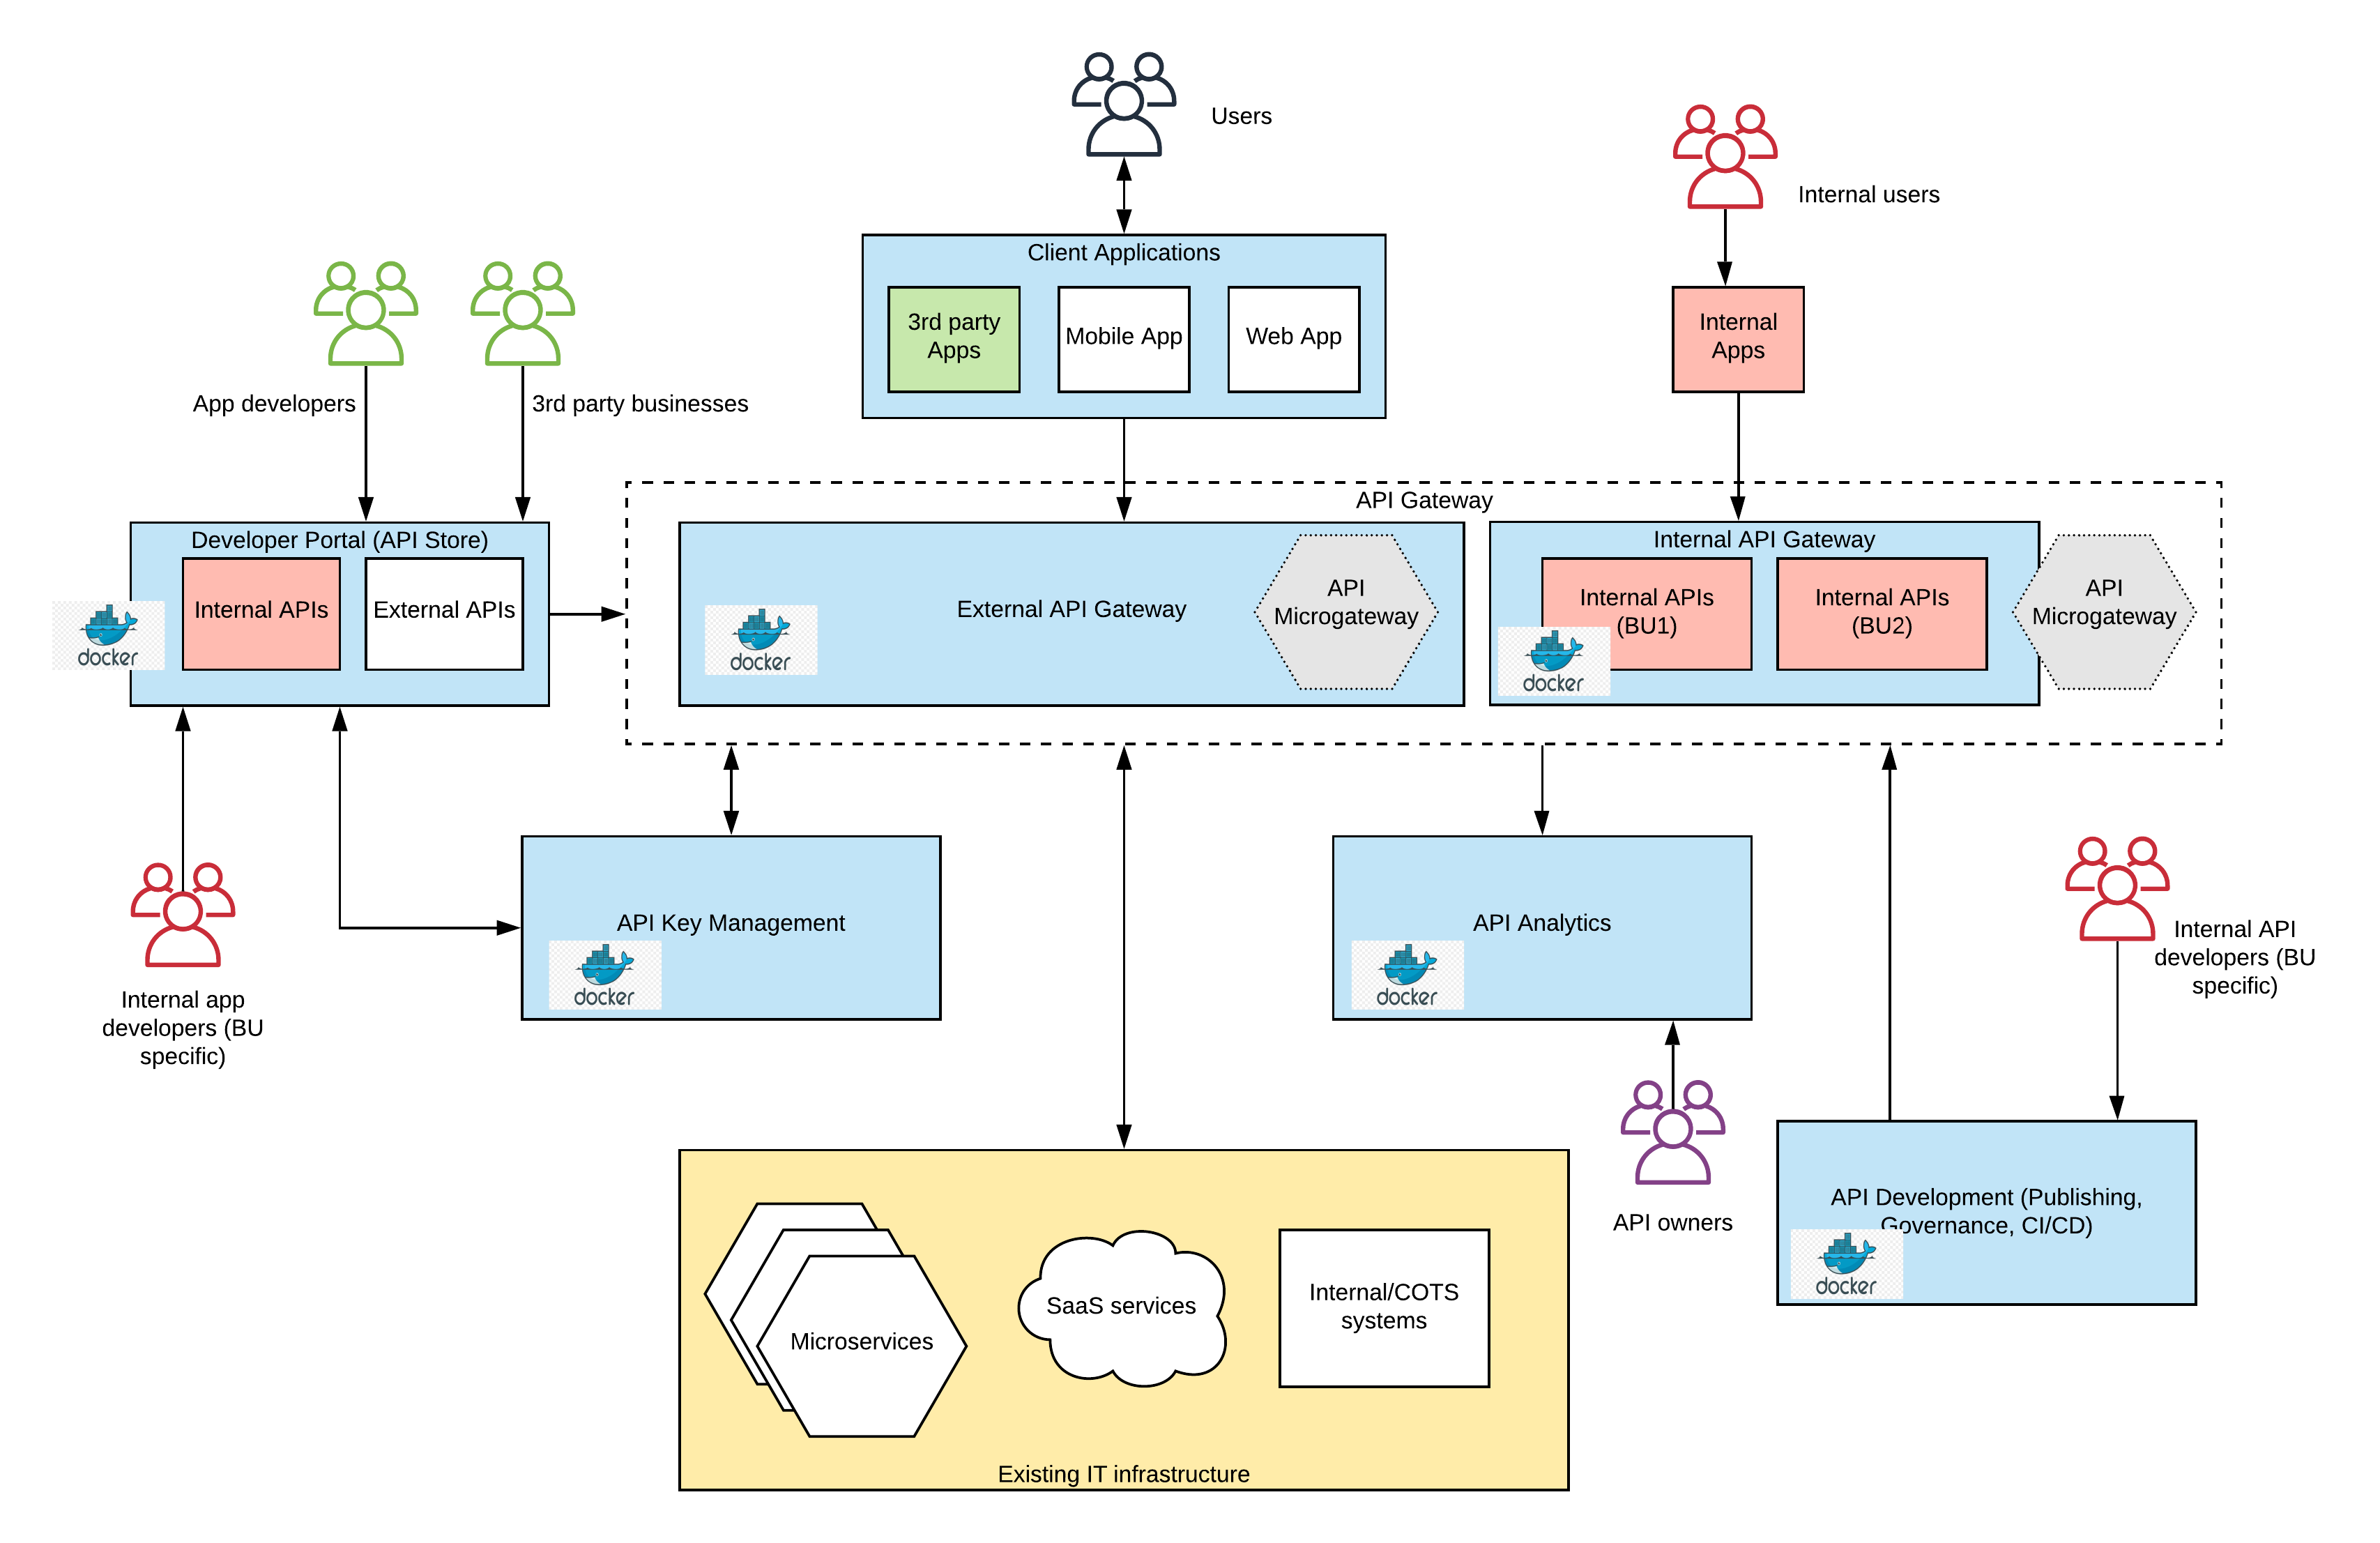 Users
Internal users
Client Applications
3rd party
Apps
Mobile App
Web App
Internal
Apps
App developers
3rd party businesses
API Gateway
Developer Portal (API Store)
Internal APIs
External APIs
docker
External API Gateway
docker
API
Microgateway
Internal API Gateway
Internal APIs
(BU1)
Internal APIs
(BU2)
docker
API
Microgateway
API Key Management
docker
API Analytics
docker
Internal API
developers (BU
specific)
Internal app
developers (BU
specific)
API owners
API Development (Publishing,
Governance, CI/CD)
docker
Microservices
SaaS services
Internal/COTS
systems
Existing IT infrastructure